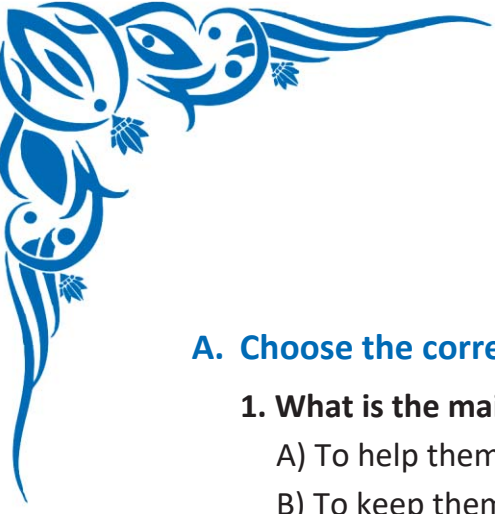 A. Choose the corre
1. What is the mai
A) To help them
B) To keep them